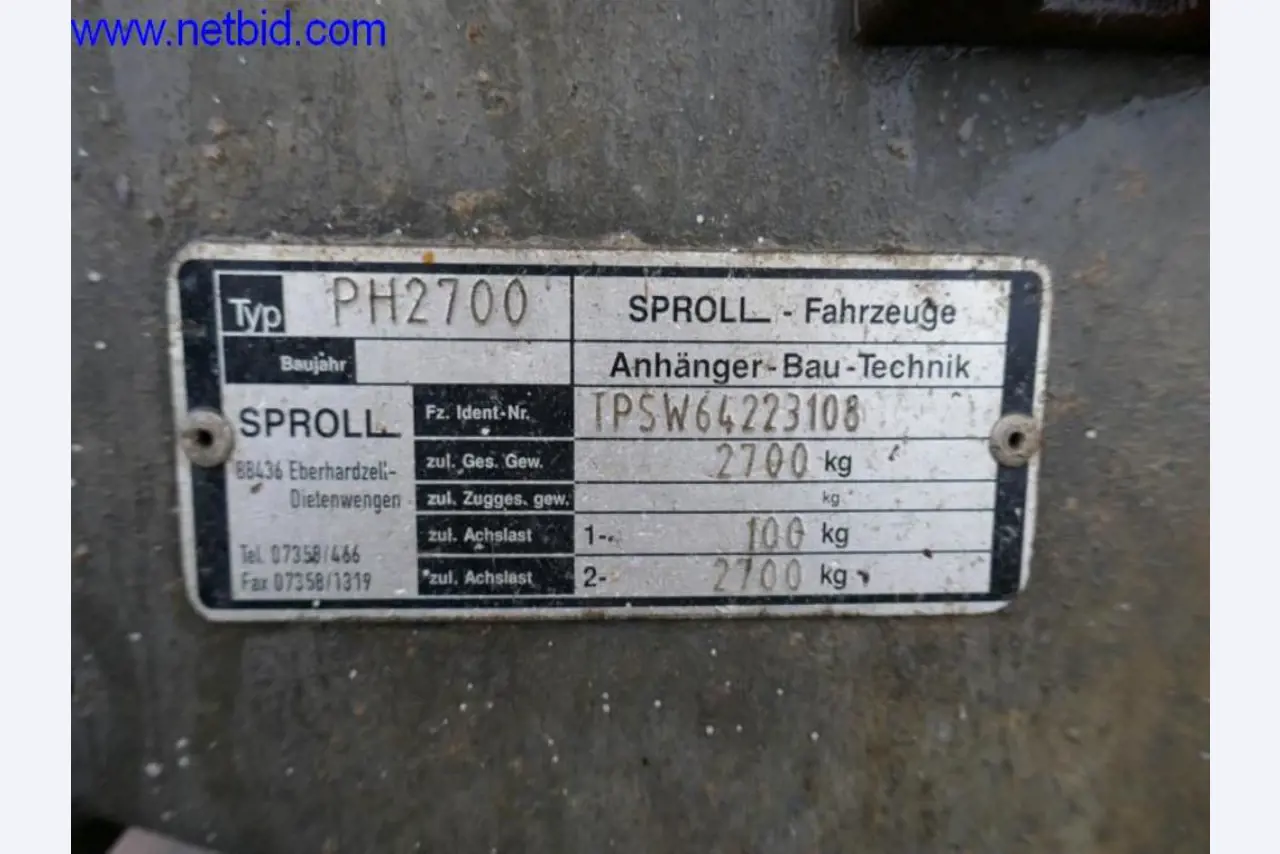 www.netbid.com
Typ PH2700
SPROLL - Fahrzeuge
Baujahr
Anhänger-Bau-Technik
SPROLL
88436 Eberhardzell-
Dietenwengen
Tel. 07358/466
Fax 07358/1319
Fz. Ident-Nr. TPSW64223108
zul. Ges. Gew. 2700 kg
zul. Zugges. gew. kg
zul. Achslast 1- 100 kg
zul. Achslast 2- 2700 kg